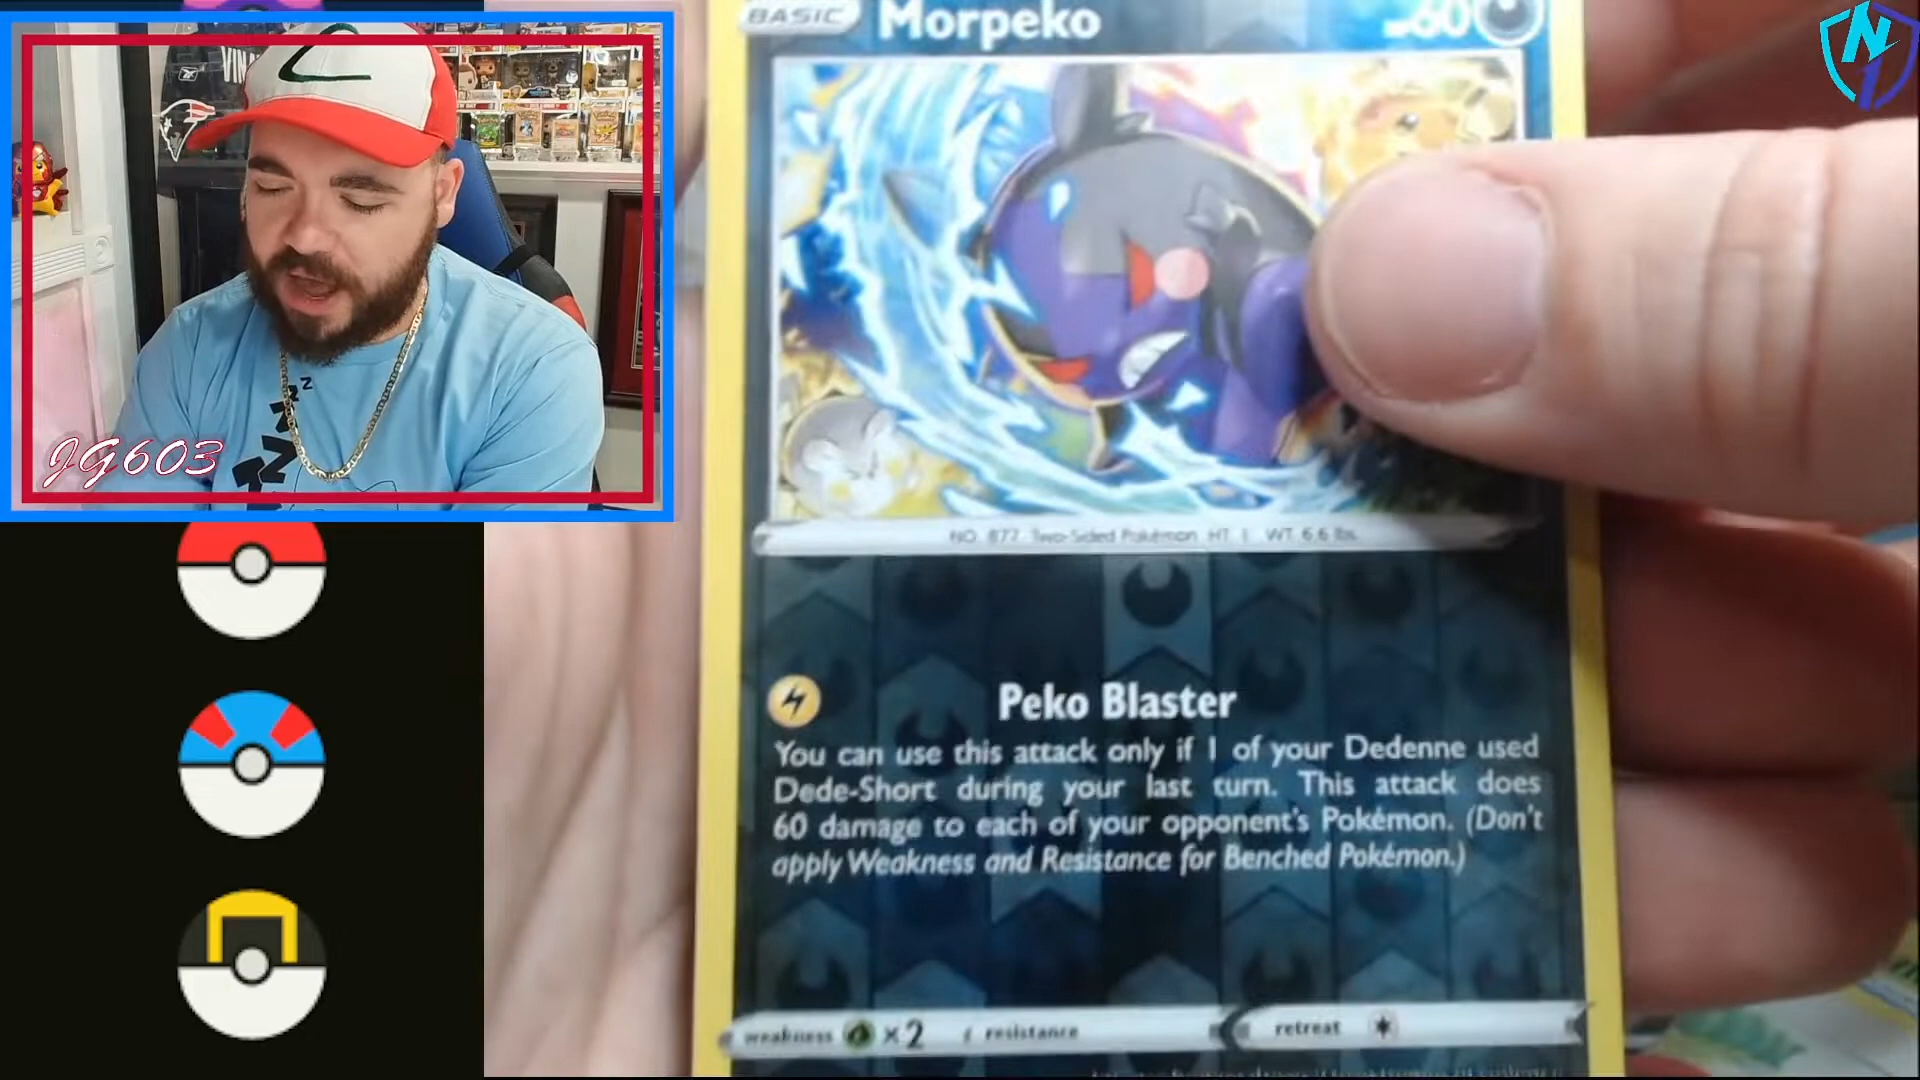 BASIC Morpeko 60
VIN
JG603
NO. 877 Two-Sided Pokémon HT 1 WT 6.6 lbs.
Peko Blaster
You can use this attack only if 1 of your Dedenne used
Dede-Short during your last turn. This attack does
60 damage to each of your opponent's Pokémon. (Don't
apply Weakness and Resistance for Benched Pokémon.)
weakness ×2 resistance retreat